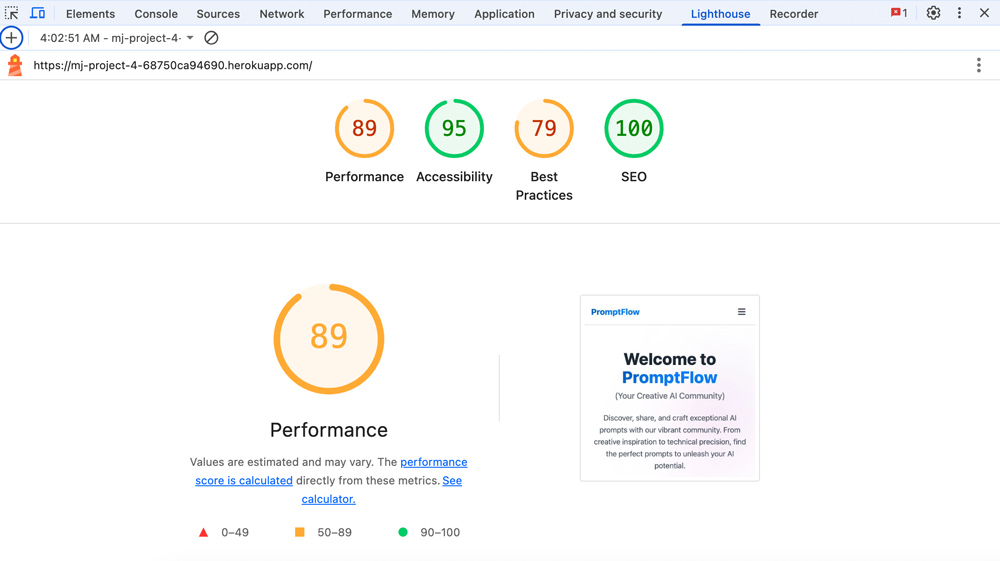 Elements Console Sources Network Performance Memory Application Privacy and security Lighthouse Recorder 1
4:02:51 AM - mj-project-4-
https://mj-project-4-68750ca94690.herokuapp.com/
89 95 79 100
Performance Accessibility Best SEO
Practices
89
Performance
Values are estimated and may vary. The performance
score is calculated directly from these metrics. See
calculator.
0–49 50–89 90–100
PromptFlow
Welcome to
PromptFlow
(Your Creative AI Community)
Discover, share, and craft exceptional AI
prompts with our vibrant community. From
creative inspiration to technical precision, find
the perfect prompts to unleash your AI
potential.